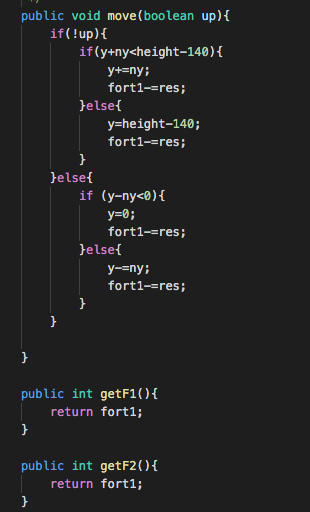 public void move(boolean up){
if(!up){
if(y+ny<height-140){
y+=ny;
fort1-=res;
}else{
y=height-140;
fort1-=res;
}
}else{
if (y-ny<0){
y=0;
fort1-=res;
}else{
y-=ny;
fort1-=res;
}
}
}
public int getF1(){
return fort1;
}
public int getF2(){
return fort1;
}